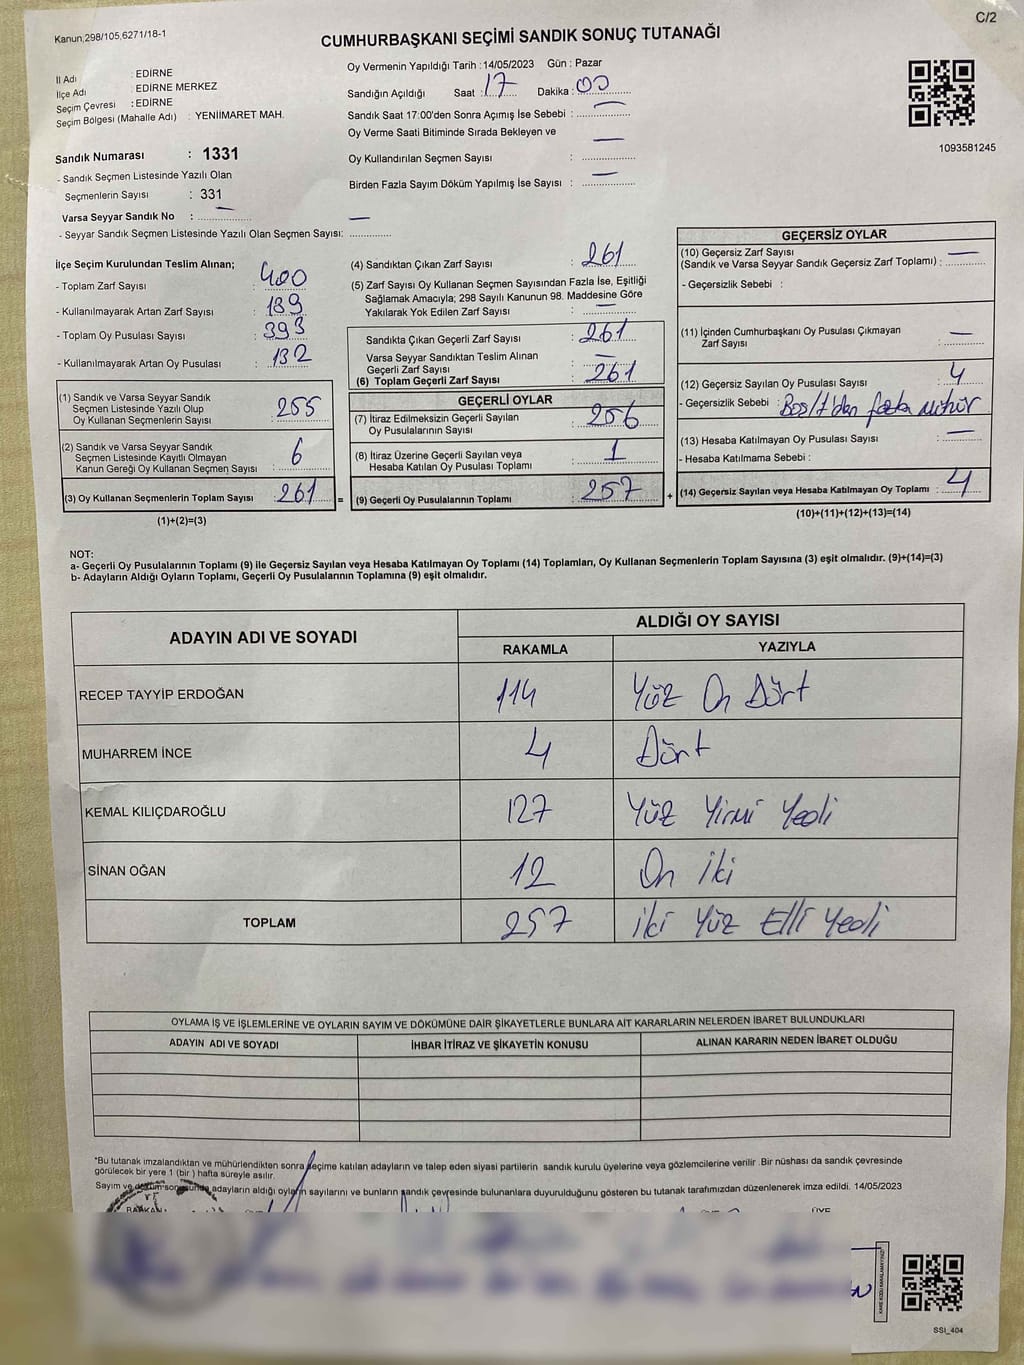 C/2
Kanun,298/105,6271/18-1
CUMHURBAŞKANI SEÇİMİ SANDIK SONUÇ TUTANAĞI
İl Adı : EDİRNE
İlçe Adı : EDİRNE MERKEZ
Seçim Çevresi : EDİRNE
Seçim Bölgesi (Mahalle Adı) : YENİİMARET MAH.
Sandık Numarası : 1331
- Sandık Seçmen Listesinde Yazılı Olan
Seçmenlerin Sayısı : 331
Varsa Seyyar Sandık No : —
- Seyyar Sandık Seçmen Listesinde Yazılı Olan Seçmen Sayısı: —
Oy Vermenin Yapıldığı Tarih :14/05/2023 Gün : Pazar
Sandığın Açıldığı Saat : 17 Dakika : 00
Sandık Saat 17:00'den Sonra Açımış İse Sebebi : —
Oy Verme Saati Bitiminde Sırada Bekleyen ve
Oy Kullandırılan Seçmen Sayısı : —
Birden Fazla Sayım Döküm Yapılmış İse Sayısı : —
1093581245
İlçe Seçim Kurulundan Teslim Alınan;
- Toplam Zarf Sayısı : 400
- Kullanılmayarak Artan Zarf Sayısı : 139
- Toplam Oy Pusulası Sayısı : 393
- Kullanılmayarak Artan Oy Pusulası : 132
(1) Sandık ve Varsa Seyyar Sandık
Seçmen Listesinde Yazılı Olup
Oy Kullanan Seçmenlerin Sayısı : 255
(2) Sandık ve Varsa Seyyar Sandık
Seçmen Listesinde Kayıtlı Olmayan
Kanun Gereği Oy Kullanan Seçmen Sayısı : 6
(3) Oy Kullanan Seçmenlerin Toplam Sayısı : 261 =
(1)+(2)=(3)
(4) Sandıktan Çıkan Zarf Sayısı : 261
(5) Zarf Sayısı Oy Kullanan Seçmen Sayısından Fazla İse, Eşitliği
Sağlamak Amacıyla; 298 Sayılı Kanunun 98. Maddesine Göre
Yakılarak Yok Edilen Zarf Sayısı : —
Sandıkta Çıkan Geçerli Zarf Sayısı : 261
Varsa Seyyar Sandıktan Teslim Alınan
Geçerli Zarf Sayısı : —
(6) Toplam Geçerli Zarf Sayısı : 261
GEÇERLİ OYLAR
(7) İtiraz Edilmeksizin Geçerli Sayılan
Oy Pusulalarının Sayısı : 256
(8) İtiraz Üzerine Geçerli Sayılan veya
Hesaba Katılan Oy Pusulası Toplamı : 1
(9) Geçerli Oy Pusulalarının Toplamı : 257 +
GEÇERSİZ OYLAR
(10) Geçersiz Zarf Sayısı
(Sandık ve Varsa Seyyar Sandık Geçersiz Zarf Toplamı) : —
- Geçersizlik Sebebi :
(11) İçinden Cumhurbaşkanı Oy Pusulası Çıkmayan
Zarf Sayısı : —
(12) Geçersiz Sayılan Oy Pusulası Sayısı : 4
- Geçersizlik Sebebi : Boş/1'den fazla mühür
(13) Hesaba Katılmayan Oy Pusulası Sayısı : —
- Hesaba Katılmama Sebebi :
(14) Geçersiz Sayılan veya Hesaba Katılmayan Oy Toplamı : 4
(10)+(11)+(12)+(13)=(14)
NOT:
a- Geçerli Oy Pusulalarının Toplamı (9) ile Geçersiz Sayılan veya Hesaba Katılmayan Oy Toplamı (14) Toplamları, Oy Kullanan Seçmenlerin Toplam Sayısına (3) eşit olmalıdır. (9)+(14)=(3)
b- Adayların Aldığı Oyların Toplamı, Geçerli Oy Pusulalarının Toplamına (9) eşit olmalıdır.
ADAYIN ADI VE SOYADI ALDIĞI OY SAYISI
RAKAMLA YAZIYLA
RECEP TAYYİP ERDOĞAN 114 Yüz On Dört
MUHARREM İNCE 4 Dört
KEMAL KILIÇDAROĞLU 127 Yüz Yirmi Yedi
SİNAN OĞAN 12 On İki
TOPLAM 257 İki Yüz Elli Yedi
OYLAMA İŞ VE İŞLEMLERİNE VE OYLARIN SAYIM VE DÖKÜMÜNE DAİR ŞİKAYETLERLE BUNLARA AİT KARARLARIN NELERDEN İBARET BULUNDUKLARI
ADAYIN ADI VE SOYADI İHBAR İTİRAZ VE ŞİKAYETİN KONUSU ALINAN KARARIN NEDEN İBARET OLDUĞU
*Bu tutanak imzalandıktan ve mühürlendikten sonra seçime katılan adayların ve talep eden siyasi partilerin sandık kurulu üyelerine veya gözlemcilerine verilir .Bir nüshası da sandık çevresinde
görülecek bir yere 1 (bir ) hafta süreyle asılır.
Sayım ve döküm sonucunda adayların aldığı oyların sayılarını ve bunların sandık çevresinde bulunanlara duyurulduğunu gösteren bu tutanak tarafımızdan düzenlenerek imza edildi. 14/05/2023
BAŞKAN ÜYE
KARE KODU KARALAMAYINIZ!
SSİ_404